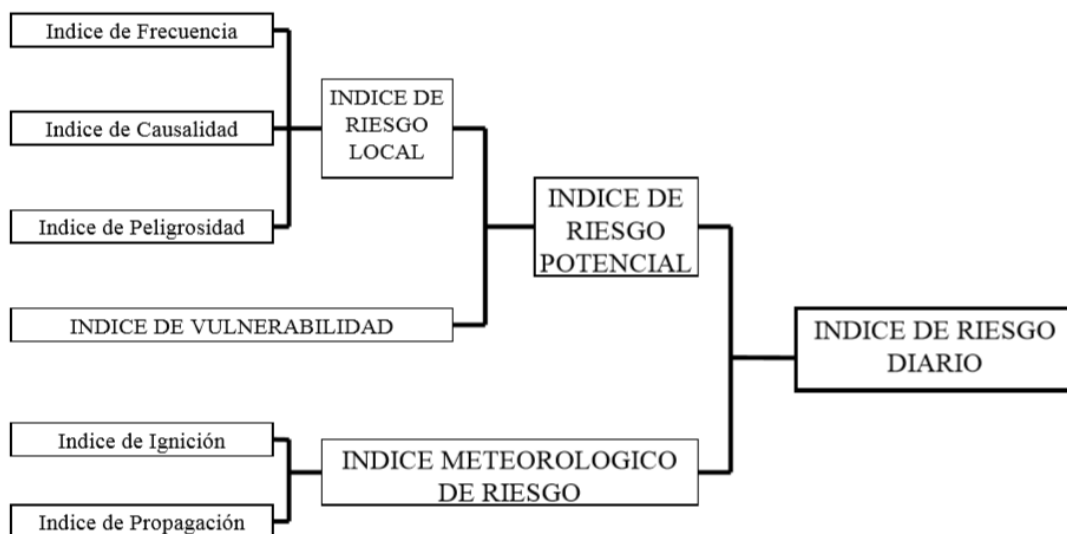 Indice de Frecuencia
Indice de Causalidad
Indice de Peligrosidad
INDICE DE
RIESGO
LOCAL
INDICE DE VULNERABILIDAD
INDICE DE
RIESGO
POTENCIAL
Indice de Ignición
Indice de Propagación
INDICE METEOROLOGICO
DE RIESGO
INDICE DE RIESGO
DIARIO